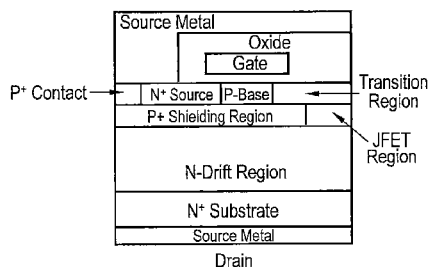 Source Metal
Oxide
Gate
P+ Contact
N+ Source
P-Base
Transition
Region
P+ Shielding Region
JFET
Region
N-Drift Region
N+ Substrate
Source Metal
Drain